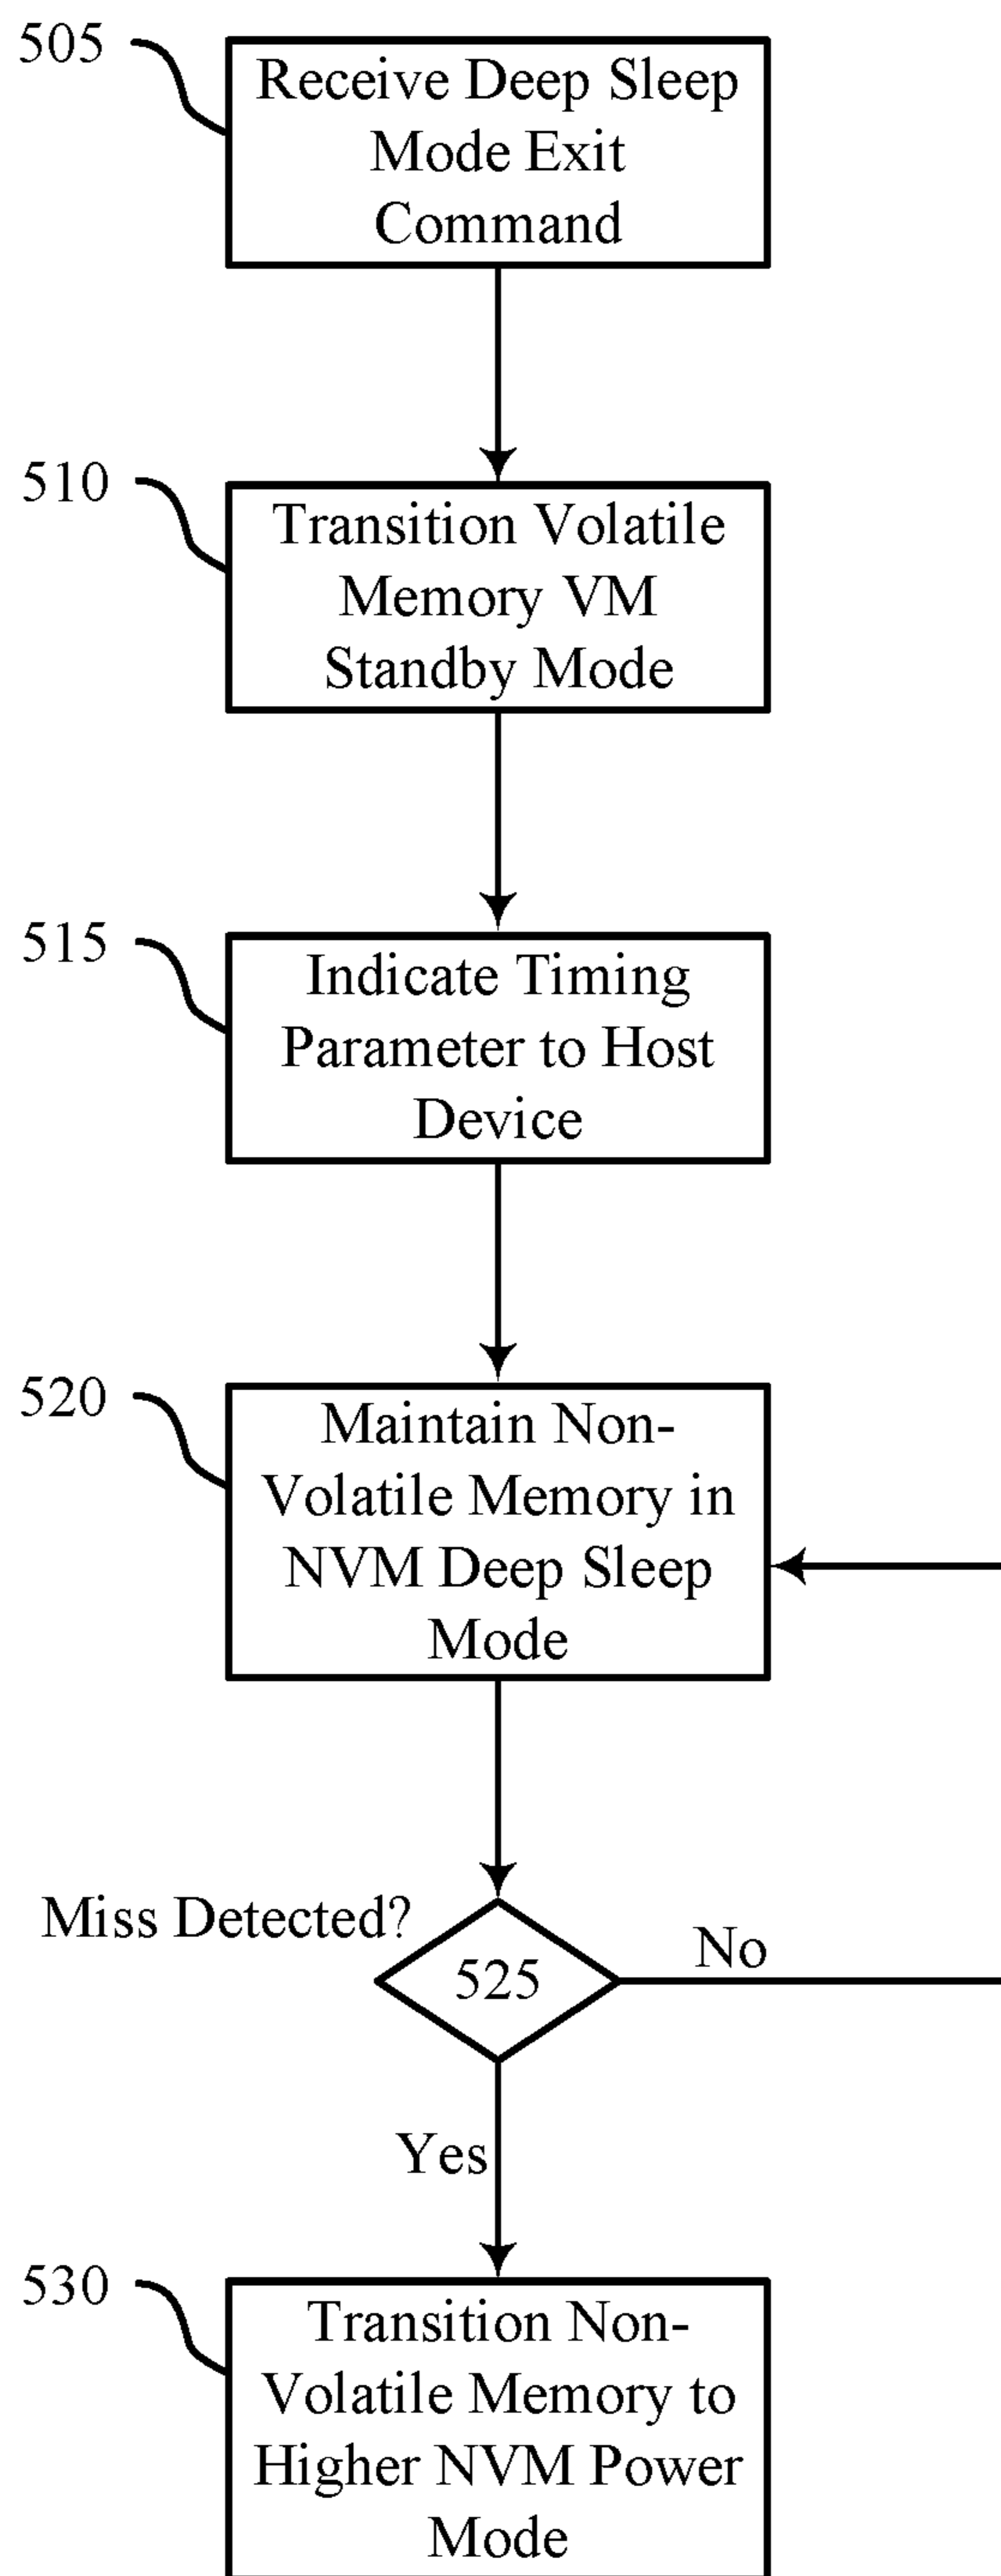 505
Receive Deep Sleep
Mode Exit
Command
510
Transition Volatile
Memory VM
Standby Mode
515
Indicate Timing
Parameter to Host
Device
520
Maintain Non-
Volatile Memory in
NVM Deep Sleep
Mode
Miss Detected?
525
No
Yes
530
Transition Non-
Volatile Memory to
Higher NVM Power
Mode